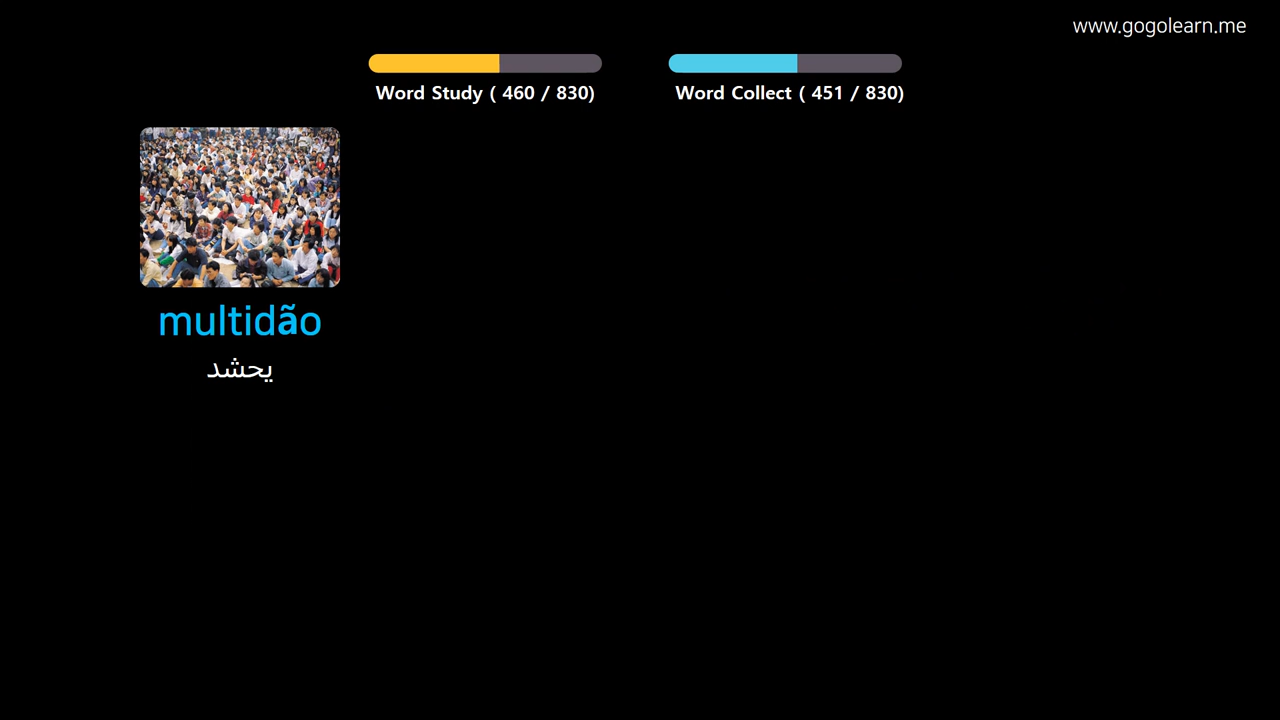 www.gogolearn.me
Word Study ( 460 / 830)
Word Collect ( 451 / 830)
multidão
يحشد